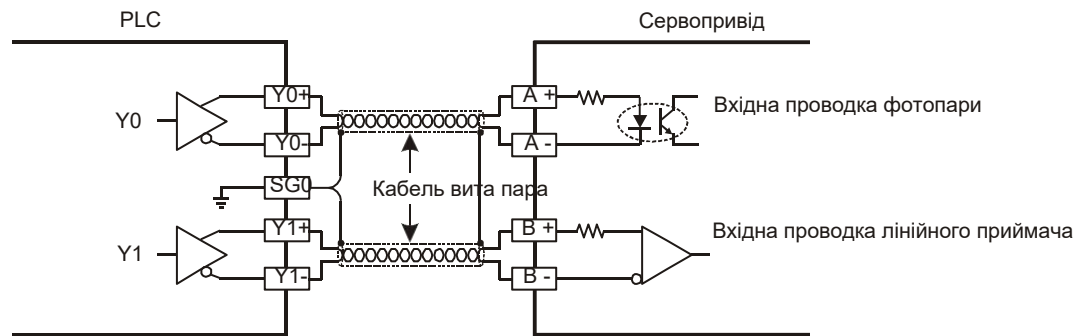 PLC
Сервопривід
Y0
Y0+
Y0-
A +
A -
Вхідна проводка фотопари
SG0
Кабель вита пара
Y1
Y1+
Y1-
B +
B -
Вхідна проводка лінійного приймача